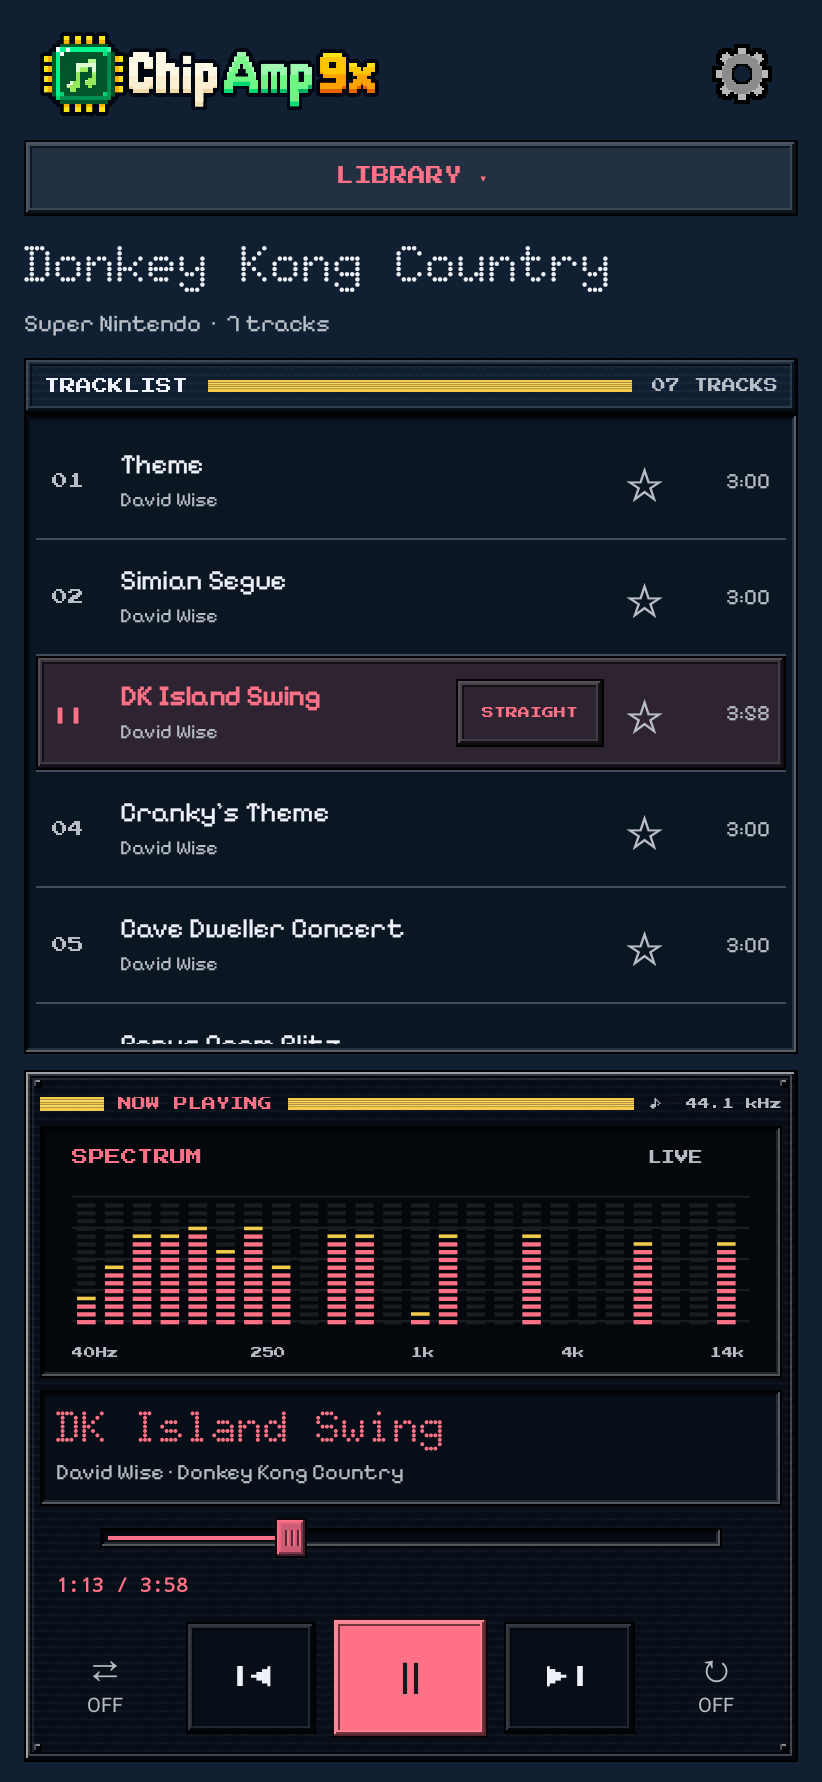 ChipAmp9x
LIBRARY ▾
Donkey Kong Country
Super Nintendo · 7 tracks
TRACKLIST 07 TRACKS
01 Theme 3:00
David Wise
02 Simian Segue 3:00
David Wise
DK Island Swing STRAIGHT 3:58
David Wise
04 Cranky's Theme 3:00
David Wise
05 Cave Dweller Concert 3:00
David Wise
NOW PLAYING ♪ 44.1 kHz
SPECTRUM LIVE
40Hz 250 1k 4k 14k
DK Island Swing
David Wise · Donkey Kong Country
1:13 / 3:58
OFF OFF